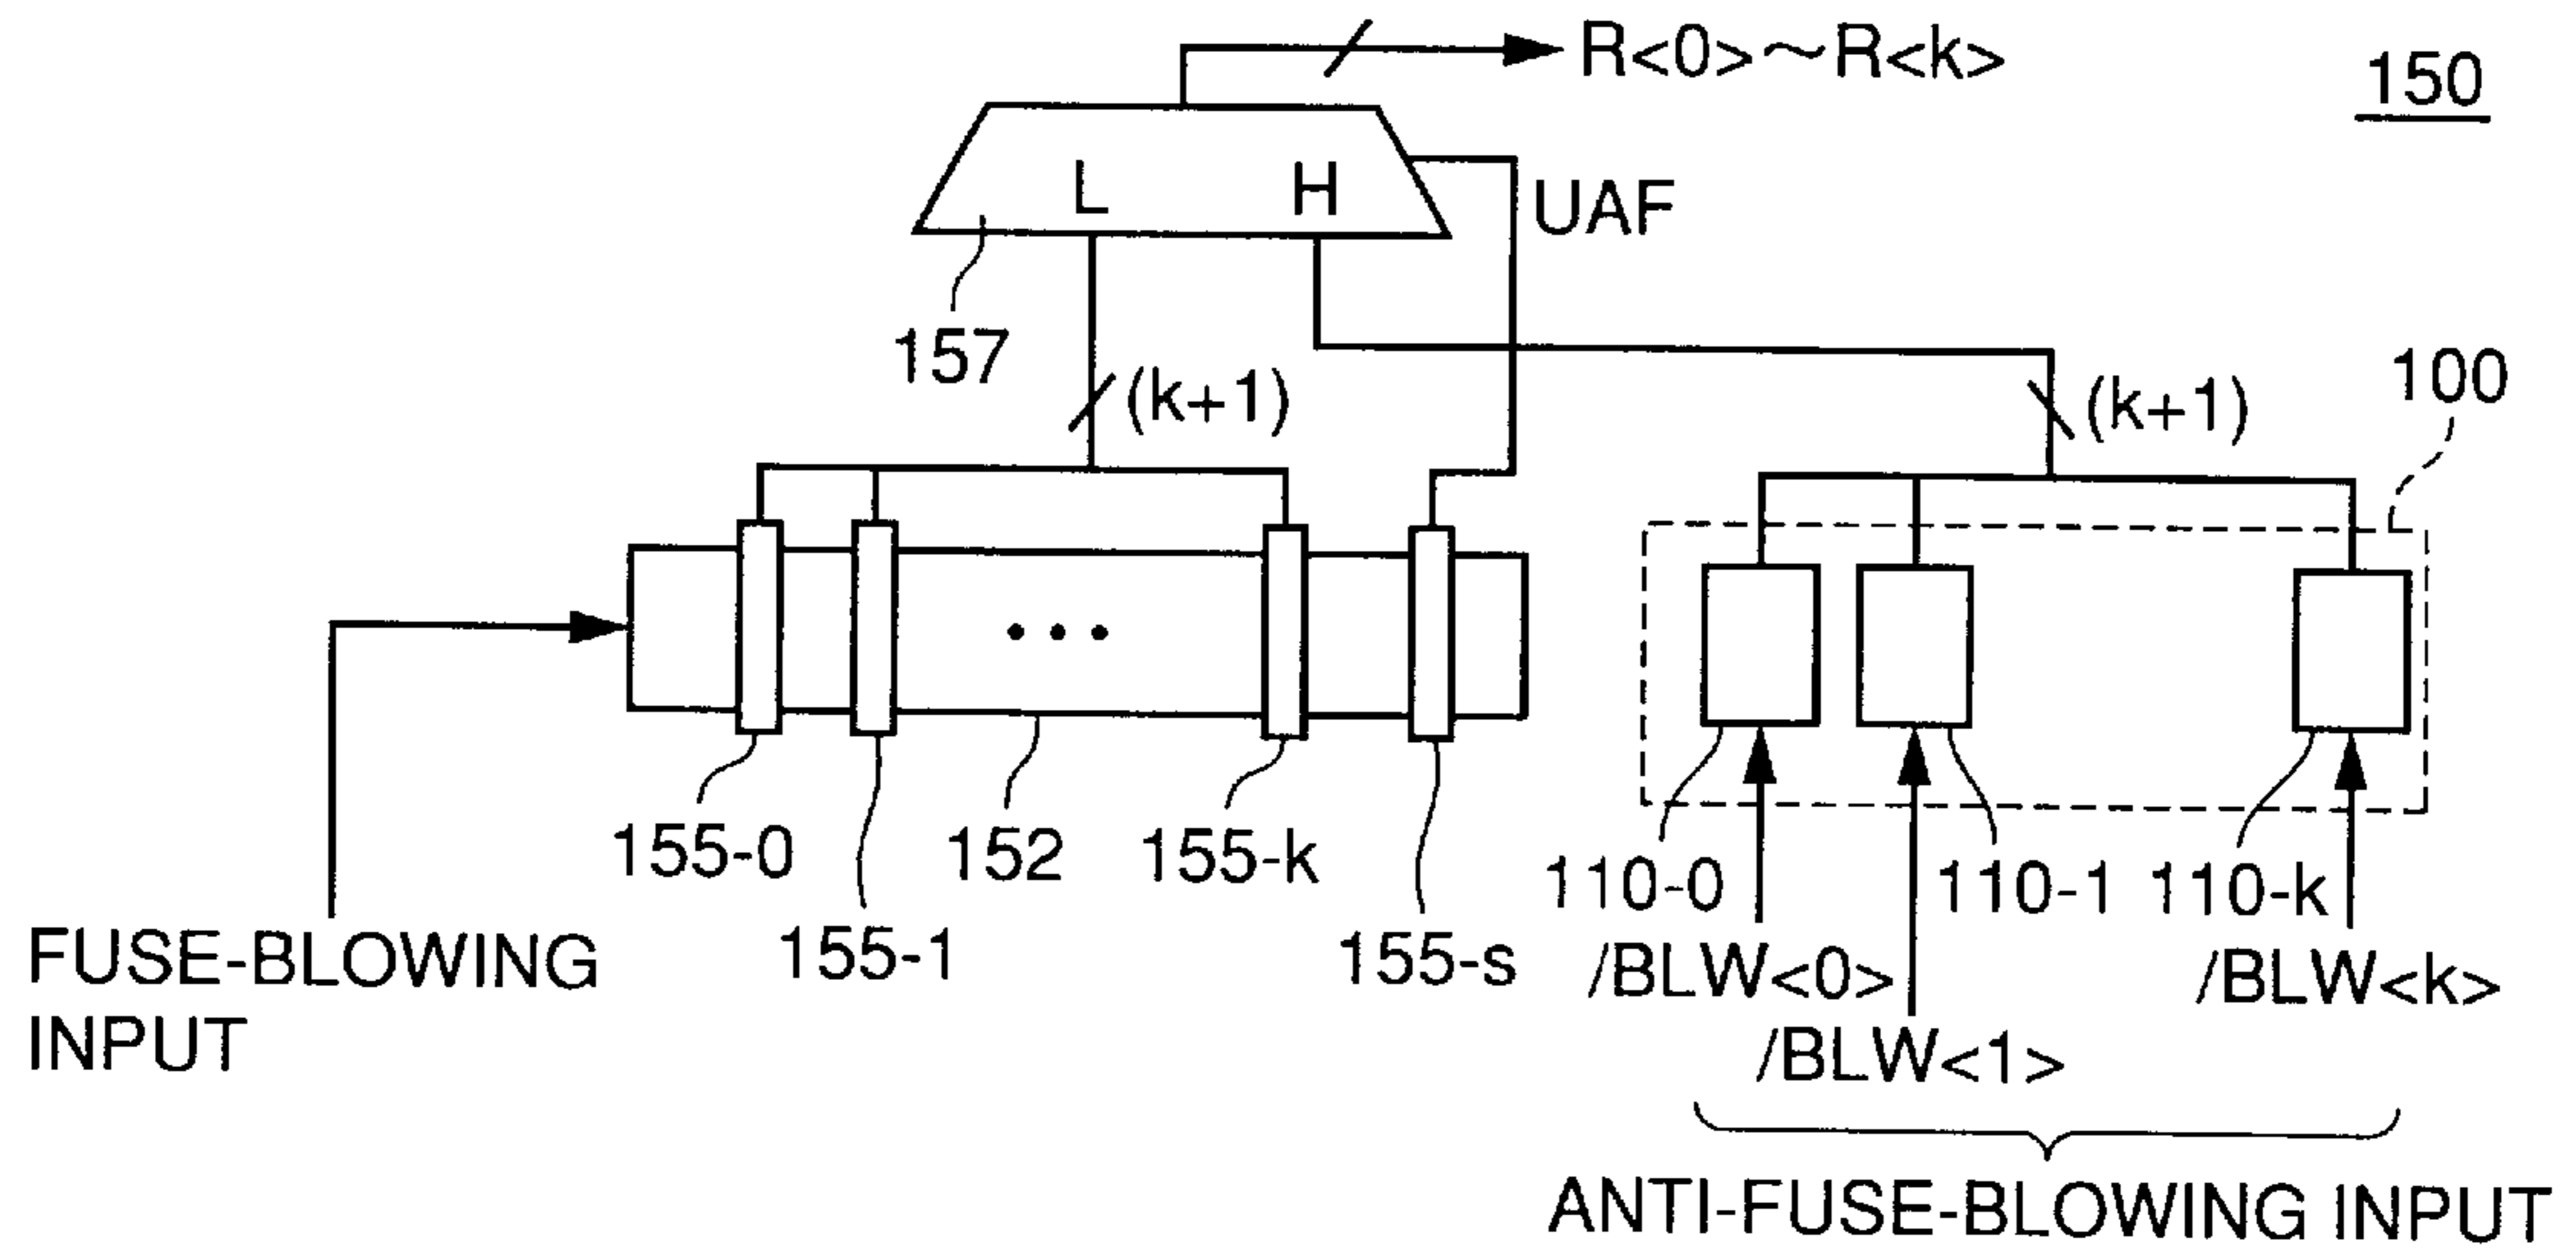 R<0>~R<k>
150
L H
UAF
157
(k+1)
(k+1)
100
155-0
152
155-k
110-0
110-1
110-k
155-1
155-s
FUSE-BLOWING
INPUT
/BLW<0>
/BLW<k>
/BLW<1>
ANTI-FUSE-BLOWING INPUT